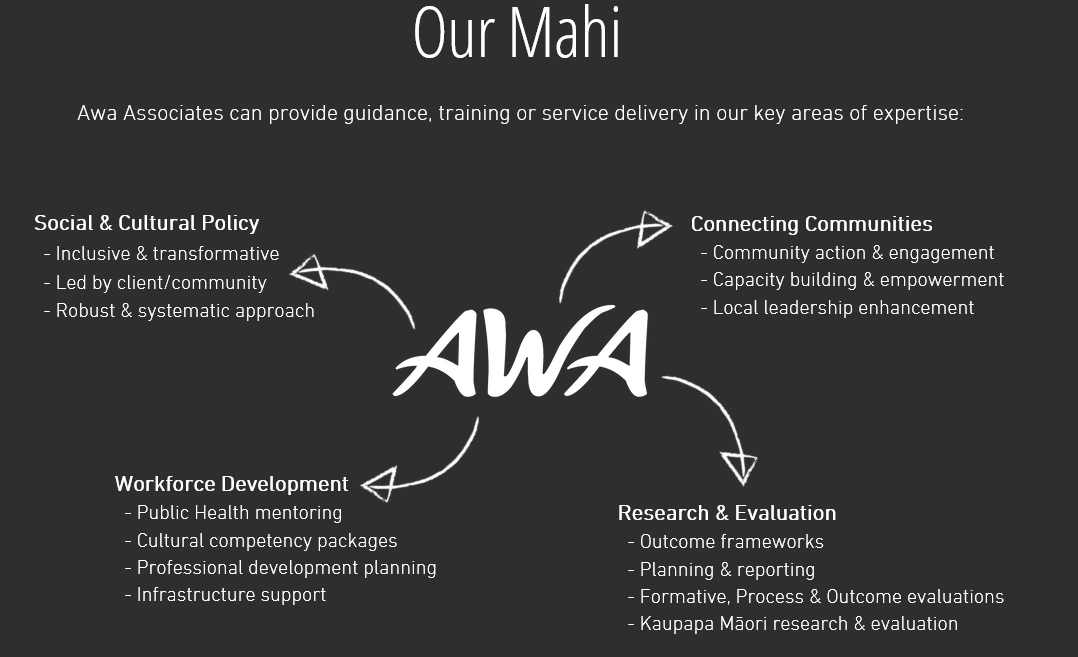 Our Mahi
Awa Associates can provide guidance, training or service delivery in our key areas of expertise:
Social & Cultural Policy
- Inclusive & transformative
- Led by client/community
- Robust & systematic approach
Connecting Communities
- Community action & engagement
- Capacity building & empowerment
- Local leadership enhancement
AWA
Workforce Development
- Public Health mentoring
- Cultural competency packages
- Professional development planning
- Infrastructure support
Research & Evaluation
- Outcome frameworks
- Planning & reporting
- Formative, Process & Outcome evaluations
- Kaupapa Māori research & evaluation